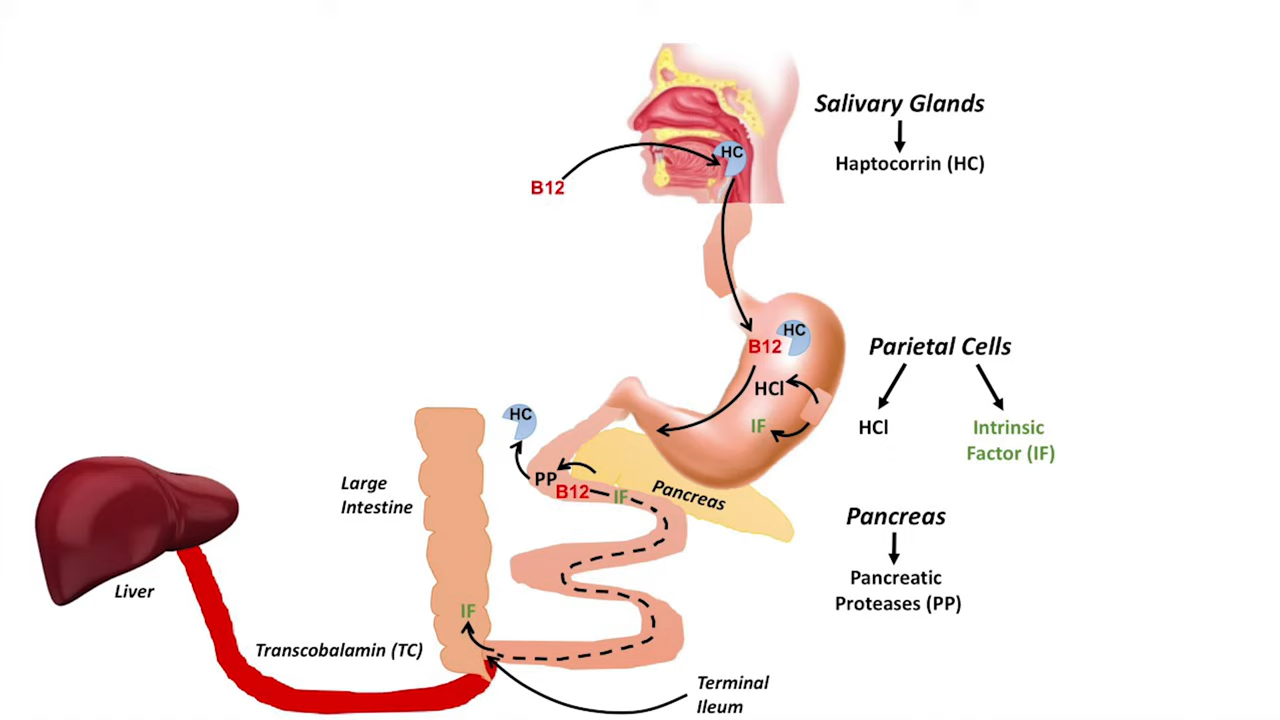 Salivary Glands
Haptocorrin (HC)
HC
B12
HC
B12
Parietal Cells
HCl
IF
HCl
Intrinsic
Factor (IF)
HC
PP
B12
IF
Pancreas
Large
Intestine
Pancreas
Pancreatic
Proteases (PP)
Liver
IF
Transcobalamin (TC)
Terminal
Ileum